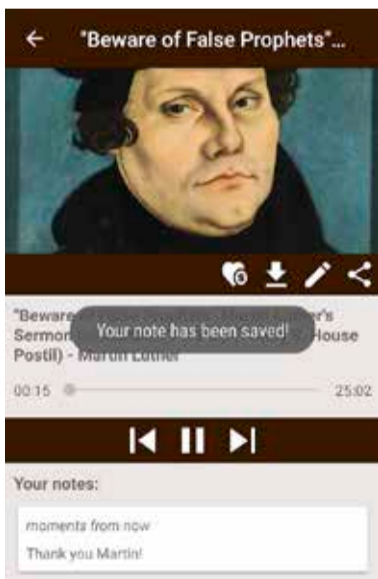 "Beware of False Prophets"...
"Beware
Sermon
House
Your note has been saved!
Postil) - Martin Luther
00:15
25:02
Your notes:
moments from now
Thank you Martin!